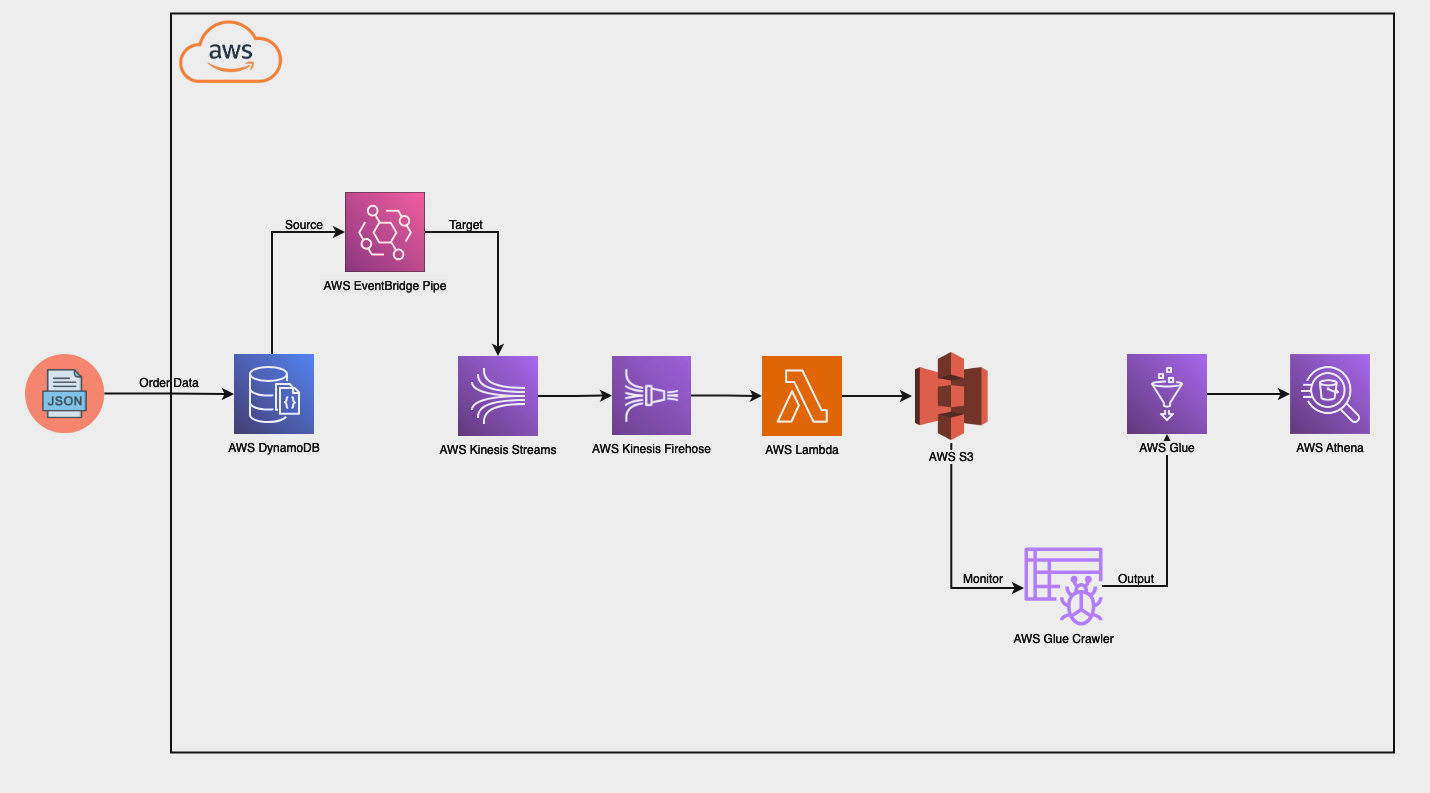 aws
Source
Target
AWS EventBridge Pipe
JSON
Order Data
AWS DynamoDB
AWS Kinesis Streams
AWS Kinesis Firehose
AWS Lambda
AWS S3
AWS Glue
AWS Athena
Monitor
Output
AWS Glue Crawler